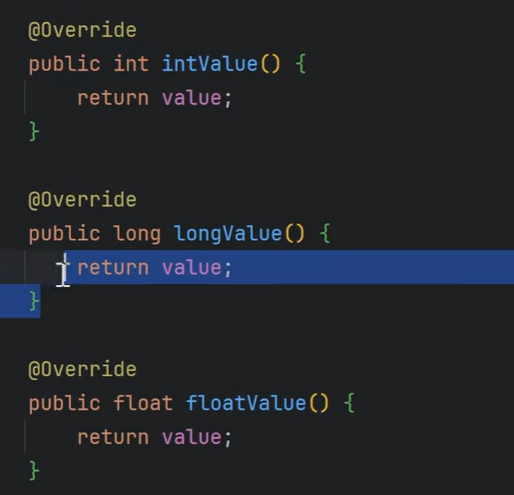 @Override
public int intValue() {
    return value;
}
@Override
public long longValue() {
    return value;
}
@Override
public float floatValue() {
    return value;
}